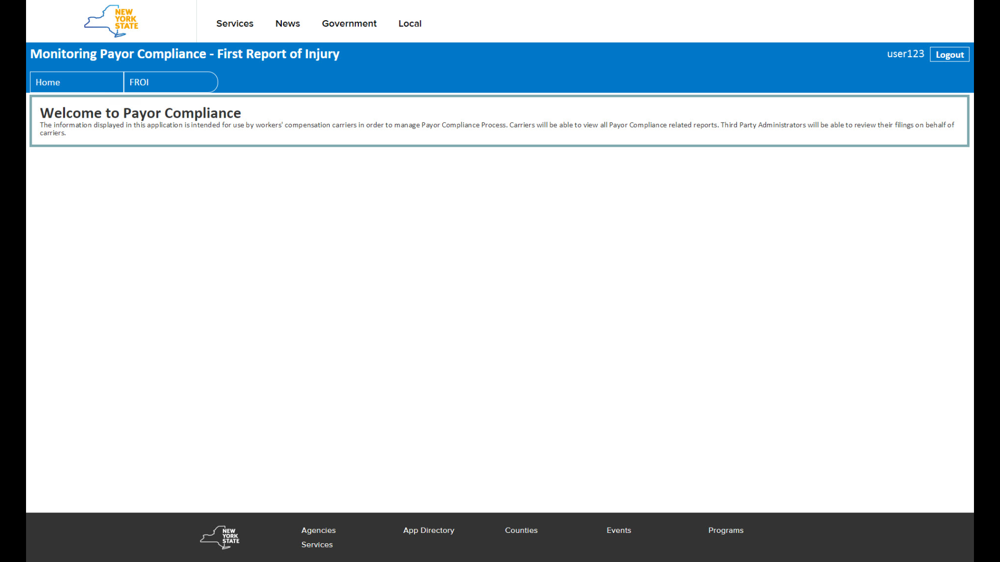 NEW
YORK
STATE
Services News Government Local
Monitoring Payor Compliance - First Report of Injury
user123 Logout
Home FROI
Welcome to Payor Compliance
The information displayed in this application is intended for use by workers' compensation carriers in order to manage Payor Compliance Process. Carriers will be able to view all Payor Compliance related reports. Third Party Administrators will be able to review their filings on behalf of
carriers.
NEW
YORK
STATE
Agencies App Directory Counties Events Programs
Services